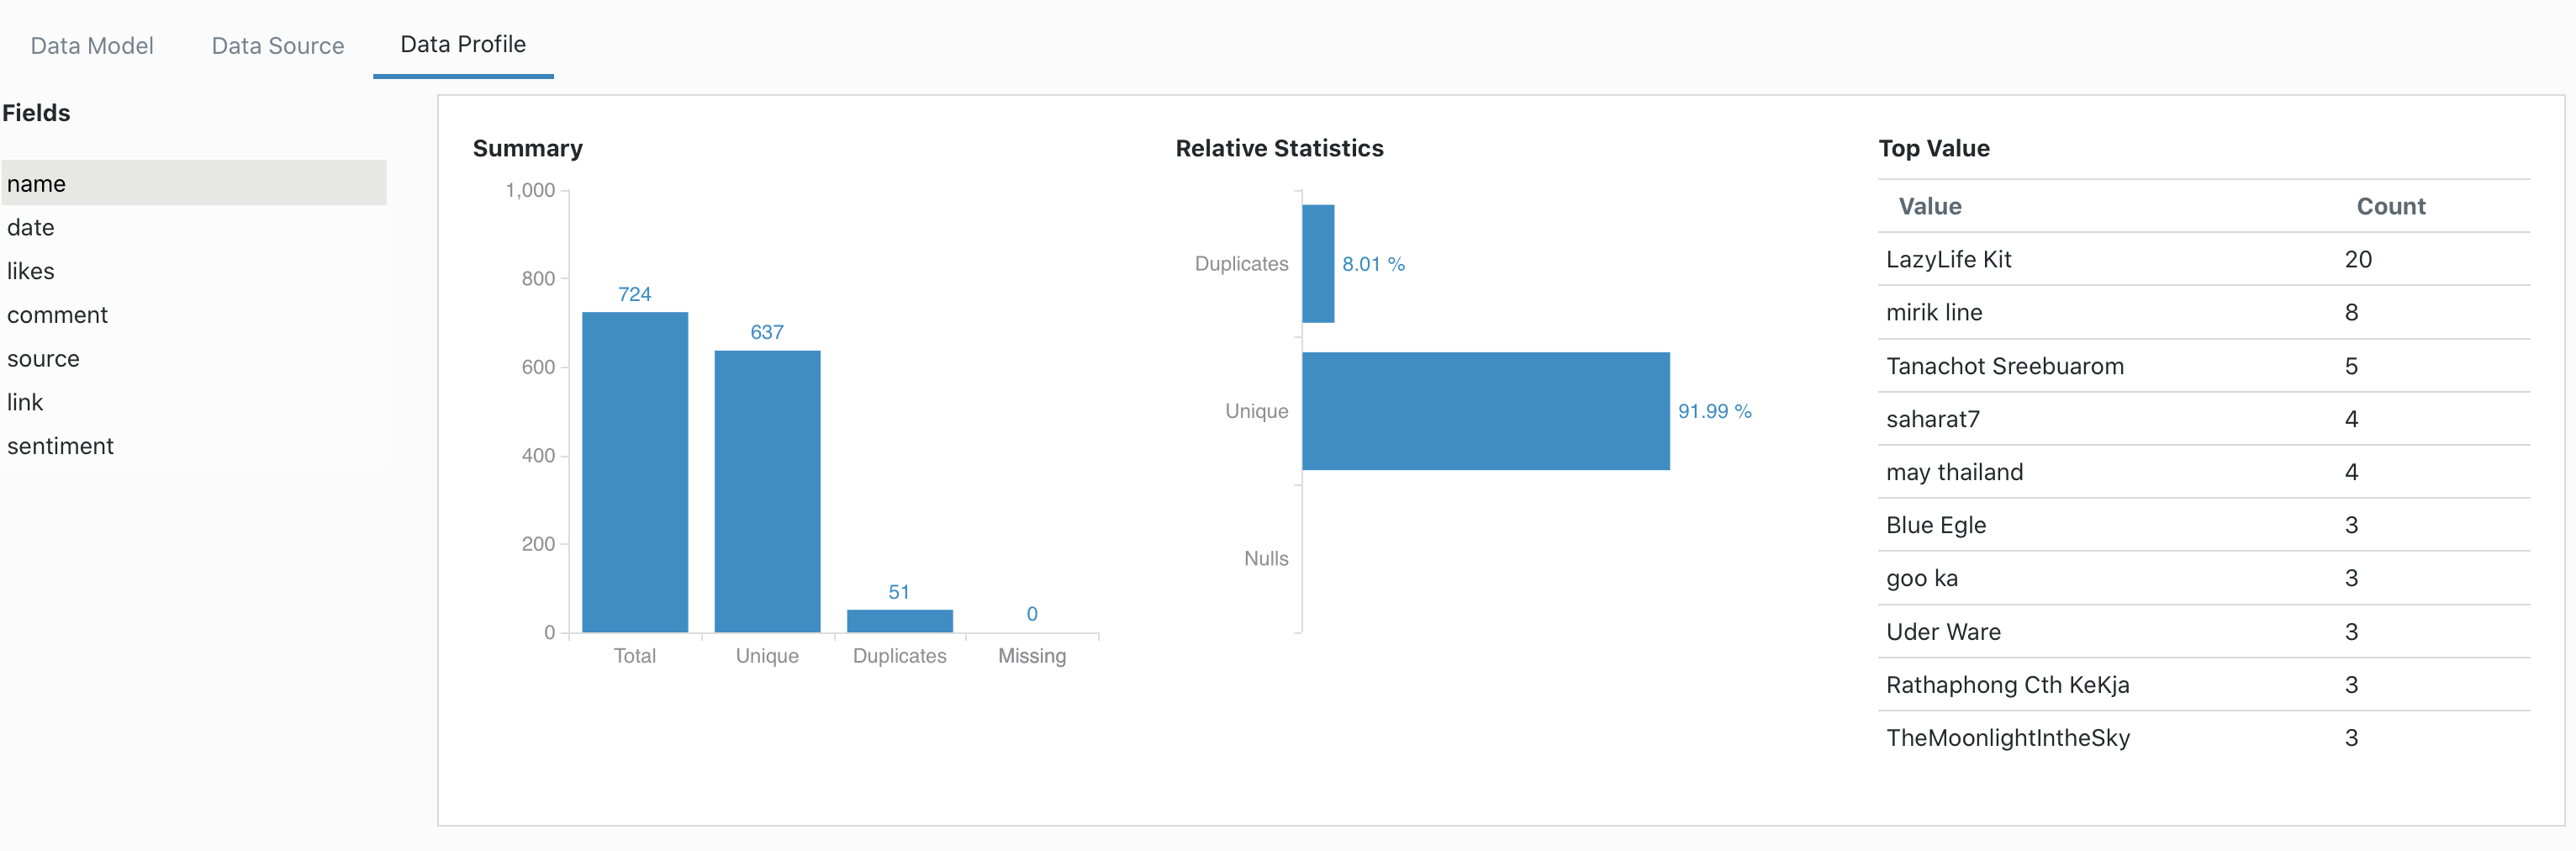 Data Model Data Source Data Profile
Fields
name
date
likes
comment
source
link
sentiment
Summary
1,000
800
600
400
200
0
724
637
51
0
Total Unique Duplicates Missing
Relative Statistics
Duplicates 8.01 %
Unique 91.99 %
Nulls
Top Value
Value Count
LazyLife Kit 20
mirik line 8
Tanachot Sreebuarom 5
saharat7 4
may thailand 4
Blue Egle 3
goo ka 3
Uder Ware 3
Rathaphong Cth KeKja 3
TheMoonlightIntheSky 3